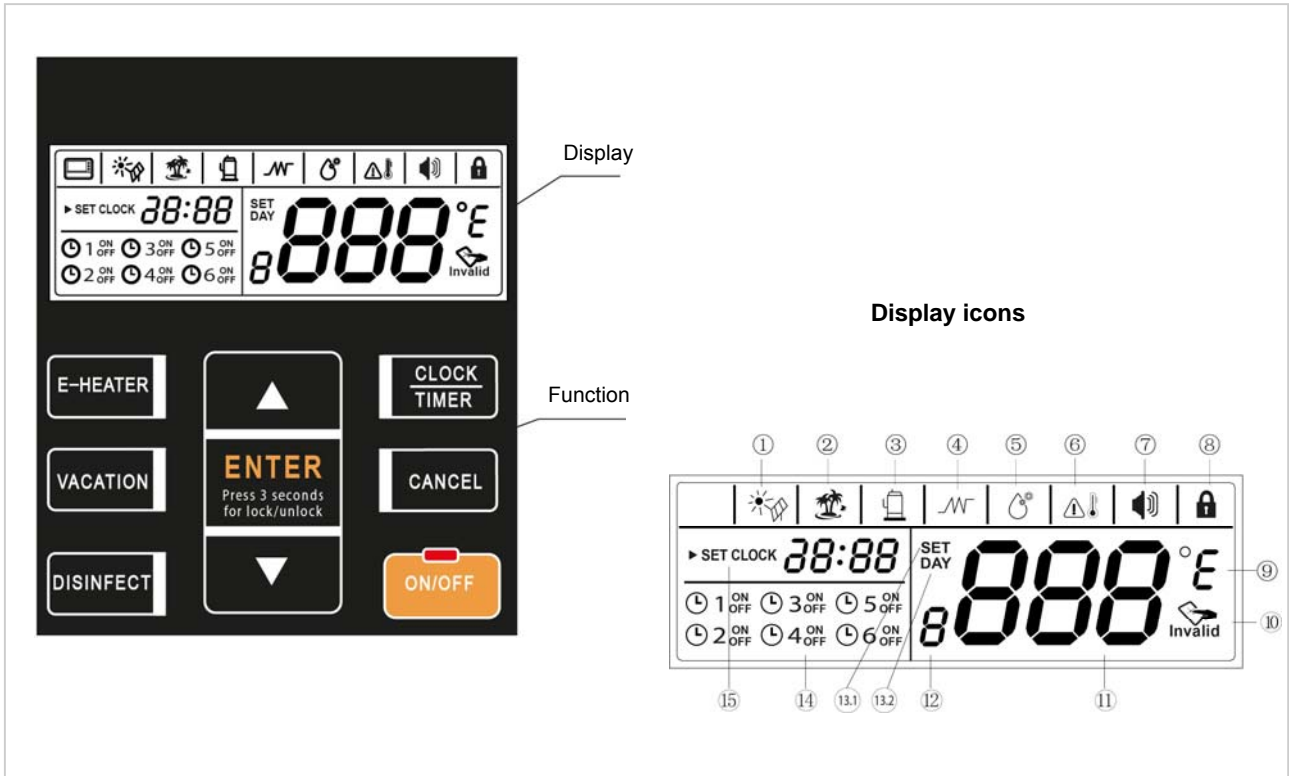 Display
▶ SET CLOCK 88:88
SET
DAY
8
888
°E
Invalid
1 ON OFF 3 ON OFF 5 ON OFF
2 ON OFF 4 ON OFF 6 ON OFF
E-HEATER
CLOCK
TIMER
Function
VACATION
ENTER
Press 3 seconds
for lock/unlock
CANCEL
DISINFECT
ON/OFF
Display icons
① ② ③ ④ ⑤ ⑥ ⑦ ⑧
▶ SET CLOCK 88:88
SET
DAY
8
888
°E
⑨
Invalid
⑩
1 ON OFF 3 ON OFF 5 ON OFF
2 ON OFF 4 ON OFF 6 ON OFF
⑮ ⑭ 13.1 13.2 ⑫ ⑪